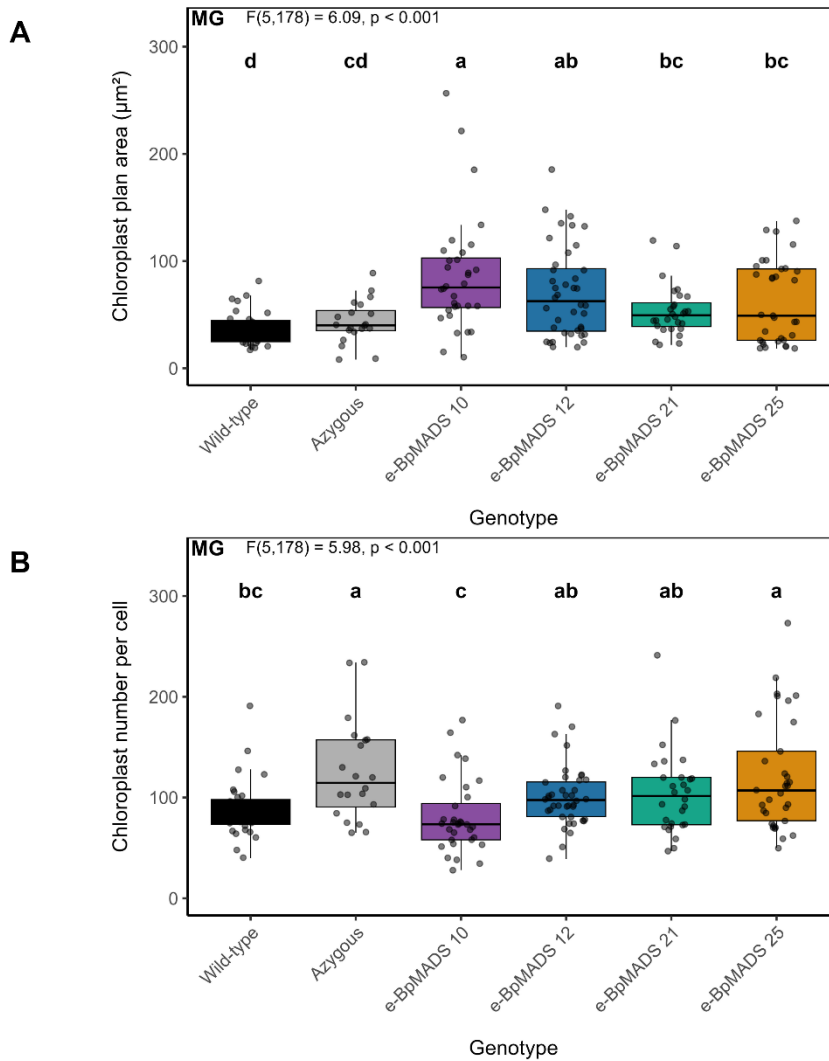 A
MG F(5,178) = 6.09, p < 0.001
Chloroplast plan area (µm²)
300
200
100
0
d cd a ab bc bc
Wild-type
Azygous
e-BpMADS 10
e-BpMADS 12
e-BpMADS 21
e-BpMADS 25
Genotype
B
MG F(5,178) = 5.98, p < 0.001
Chloroplast number per cell
300
200
100
0
bc a c ab ab a
Wild-type
Azygous
e-BpMADS 10
e-BpMADS 12
e-BpMADS 21
e-BpMADS 25
Genotype